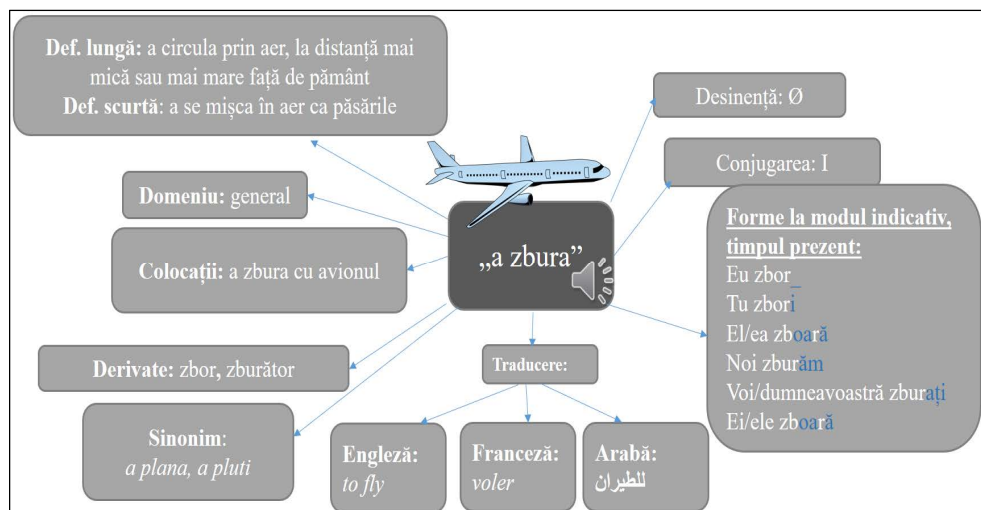 Def. lungă: a circula prin aer, la distanță mai
mică sau mai mare față de pământ
Def. scurtă: a se mișca în aer ca păsările
Desinență: Ø
Conjugarea: I
Domeniu: general
Colocații: a zbura cu avionul
„a zbura”
Forme la modul indicativ,
timpul prezent:
Eu zbor_
Tu zbori
El/ea zboară
Noi zburăm
Voi/dumneavoastră zburați
Ei/ele zboară
Derivate: zbor, zburător
Sinonim:
a plana, a pluti
Traducere:
Engleză:
to fly
Franceză:
voler
Arabă:
للطيران